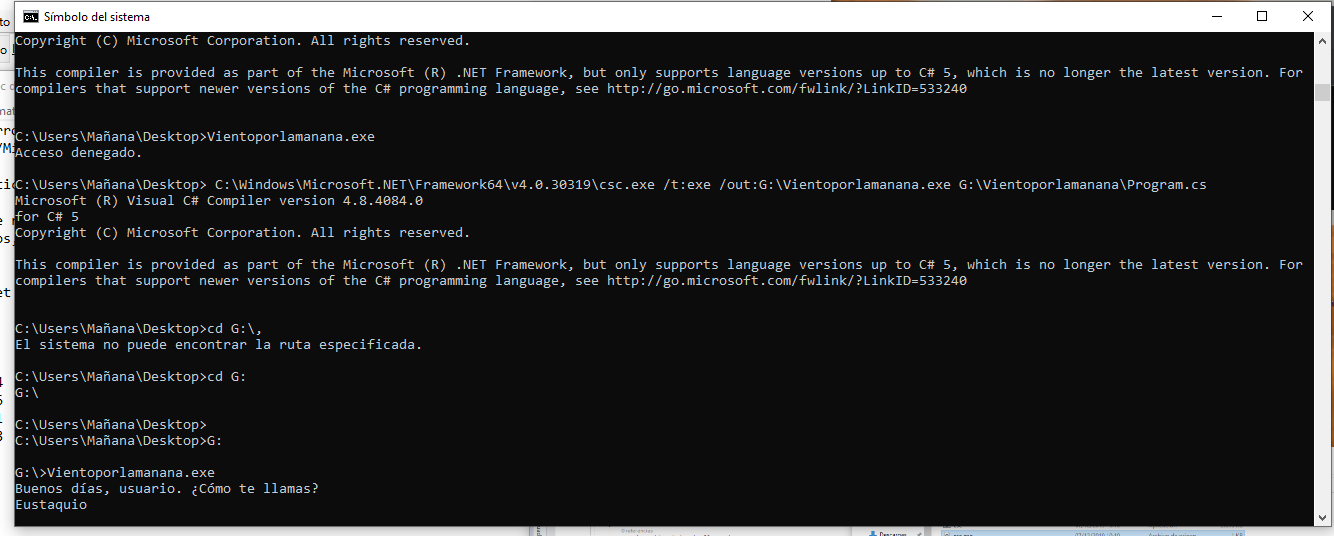 Símbolo del sistema
Copyright (C) Microsoft Corporation. All rights reserved.
This compiler is provided as part of the Microsoft (R) .NET Framework, but only supports language versions up to C# 5, which is no longer the latest version. For
compilers that support newer versions of the C# programming language, see http://go.microsoft.com/fwlink/?LinkID=533240
C:\Users\Mañana\Desktop>Vientoporlamanana.exe
Acceso denegado.
C:\Users\Mañana\Desktop> C:\Windows\Microsoft.NET\Framework64\v4.0.30319\csc.exe /t:exe /out:G:\Vientoporlamanana.exe G:\Vientoporlamanana\Program.cs
Microsoft (R) Visual C# Compiler version 4.8.4084.0
for C# 5
Copyright (C) Microsoft Corporation. All rights reserved.
This compiler is provided as part of the Microsoft (R) .NET Framework, but only supports language versions up to C# 5, which is no longer the latest version. For
compilers that support newer versions of the C# programming language, see http://go.microsoft.com/fwlink/?LinkID=533240
C:\Users\Mañana\Desktop>cd G:\,
El sistema no puede encontrar la ruta especificada.
C:\Users\Mañana\Desktop>cd G:
G:\
C:\Users\Mañana\Desktop>
C:\Users\Mañana\Desktop>G:
G:\>Vientoporlamanana.exe
Buenos días, usuario. ¿Cómo te llamas?
Eustaquio